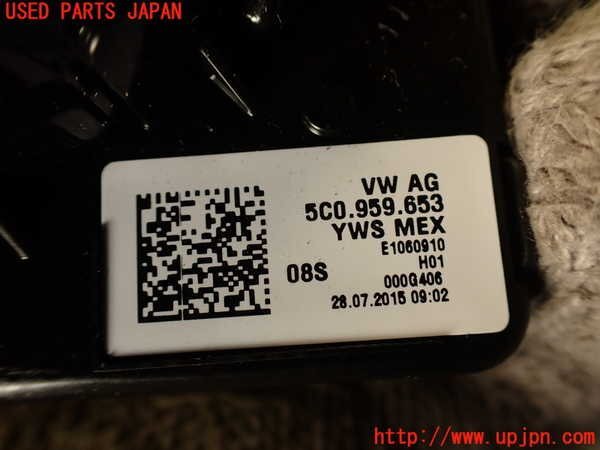 USED PARTS JAPAN
VW AG
5C0.959.653
YWS MEX
E1060910
08S
H01
000G406
28.07.2015 09:02
http://www.upjpn.com